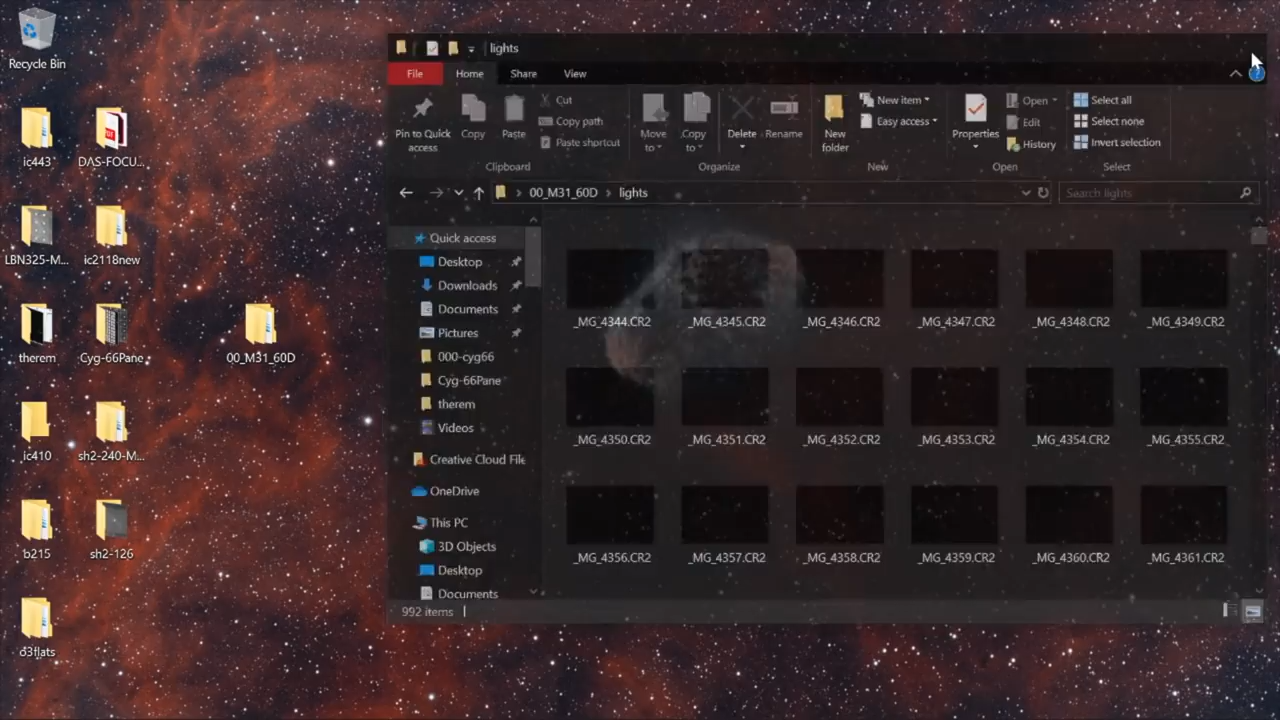 Recycle Bin
ic443
DAS-FOCU...
LBN325-M...
ic2118new
therem
Cyg-66Pane
00_M31_60D
ic410
sh2-240-M...
b215
sh2-126
o3flats
lights
File
Home
Share
View
Pin to Quick
access
Copy
Paste
Cut
Copy path
Paste shortcut
Clipboard
Move
to
Copy
to
Delete
Rename
Organize
New
folder
New item
Easy access
New
Properties
Open
Edit
History
Open
Select all
Select none
Invert selection
Select
00_M31_60D
lights
Search lights
Quick access
Desktop
Downloads
Documents
Pictures
000-cyg66
Cyg-66Pane
therem
Videos
Creative Cloud File
OneDrive
This PC
3D Objects
Desktop
Documents
_MG_4344.CR2
_MG_4345.CR2
_MG_4346.CR2
_MG_4347.CR2
_MG_4348.CR2
_MG_4349.CR2
_MG_4350.CR2
_MG_4351.CR2
_MG_4352.CR2
_MG_4353.CR2
_MG_4354.CR2
_MG_4355.CR2
_MG_4356.CR2
_MG_4357.CR2
_MG_4358.CR2
_MG_4359.CR2
_MG_4360.CR2
_MG_4361.CR2
992 items